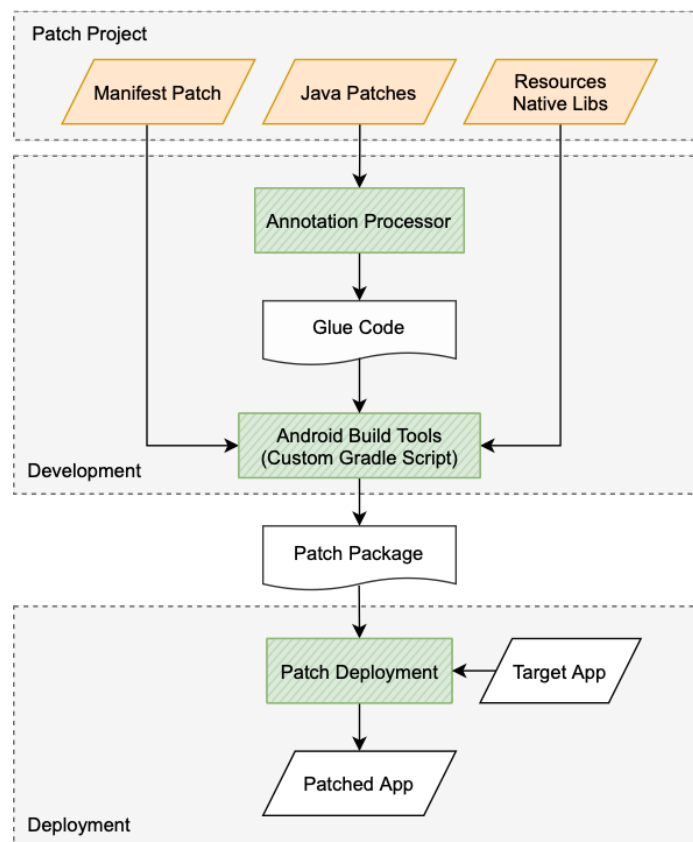 Patch Project
Manifest Patch
Java Patches
Resources
Native Libs
Annotation Processor
Glue Code
Android Build Tools
(Custom Gradle Script)
Development
Patch Package
Patch Deployment
Target App
Patched App
Deployment